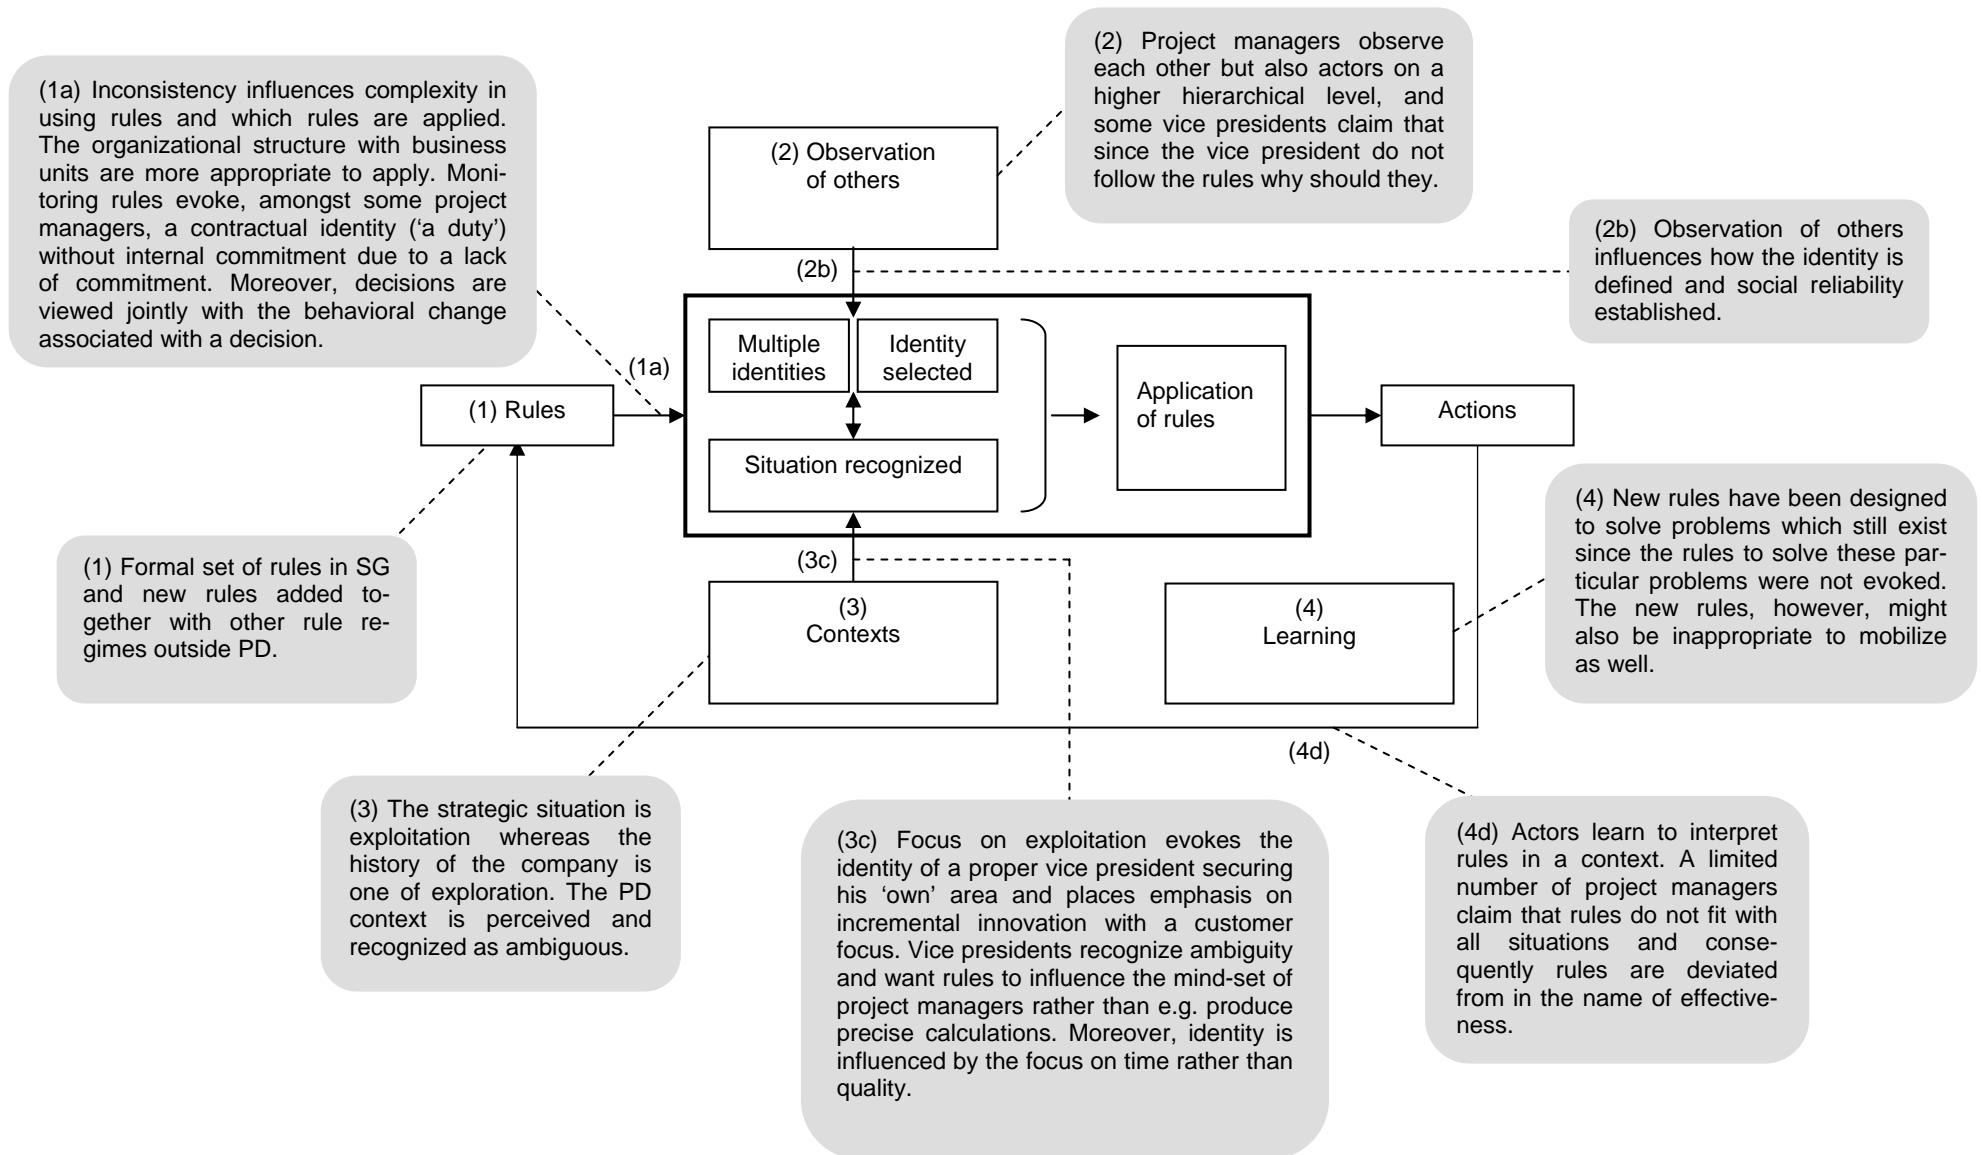 (1a) Inconsistency influences complexity in
using rules and which rules are applied.
The organizational structure with business
units are more appropriate to apply. Moni-
toring rules evoke, amongst some project
managers, a contractual identity (‘a duty’)
without internal commitment due to a lack
of commitment. Moreover, decisions are
viewed jointly with the behavioral change
associated with a decision.
(2) Observation
of others
(2) Project managers observe
each other but also actors on a
higher hierarchical level, and
some vice presidents claim that
since the vice president do not
follow the rules why should they.
(2b) Observation of others
influences how the identity is
defined and social reliability
established.
(2b)
(1a)
(1) Rules
Multiple
identities
Identity
selected
Situation recognized
Application
of rules
Actions
(1) Formal set of rules in SG
and new rules added to-
gether with other rule re-
gimes outside PD.
(3c)
(3)
Contexts
(4)
Learning
(4) New rules have been designed
to solve problems which still exist
since the rules to solve these par-
ticular problems were not evoked.
The new rules, however, might
also be inappropriate to mobilize
as well.
(4d)
(3) The strategic situation is
exploitation whereas the
history of the company is
one of exploration. The PD
context is perceived and
recognized as ambiguous.
(3c) Focus on exploitation evokes the
identity of a proper vice president securing
his ‘own’ area and places emphasis on
incremental innovation with a customer
focus. Vice presidents recognize ambiguity
and want rules to influence the mind-set of
project managers rather than e.g. produce
precise calculations. Moreover, identity is
influenced by the focus on time rather than
quality.
(4d) Actors learn to interpret
rules in a context. A limited
number of project managers
claim that rules do not fit with
all situations and conse-
quently rules are deviated
from in the name of effective-
ness.